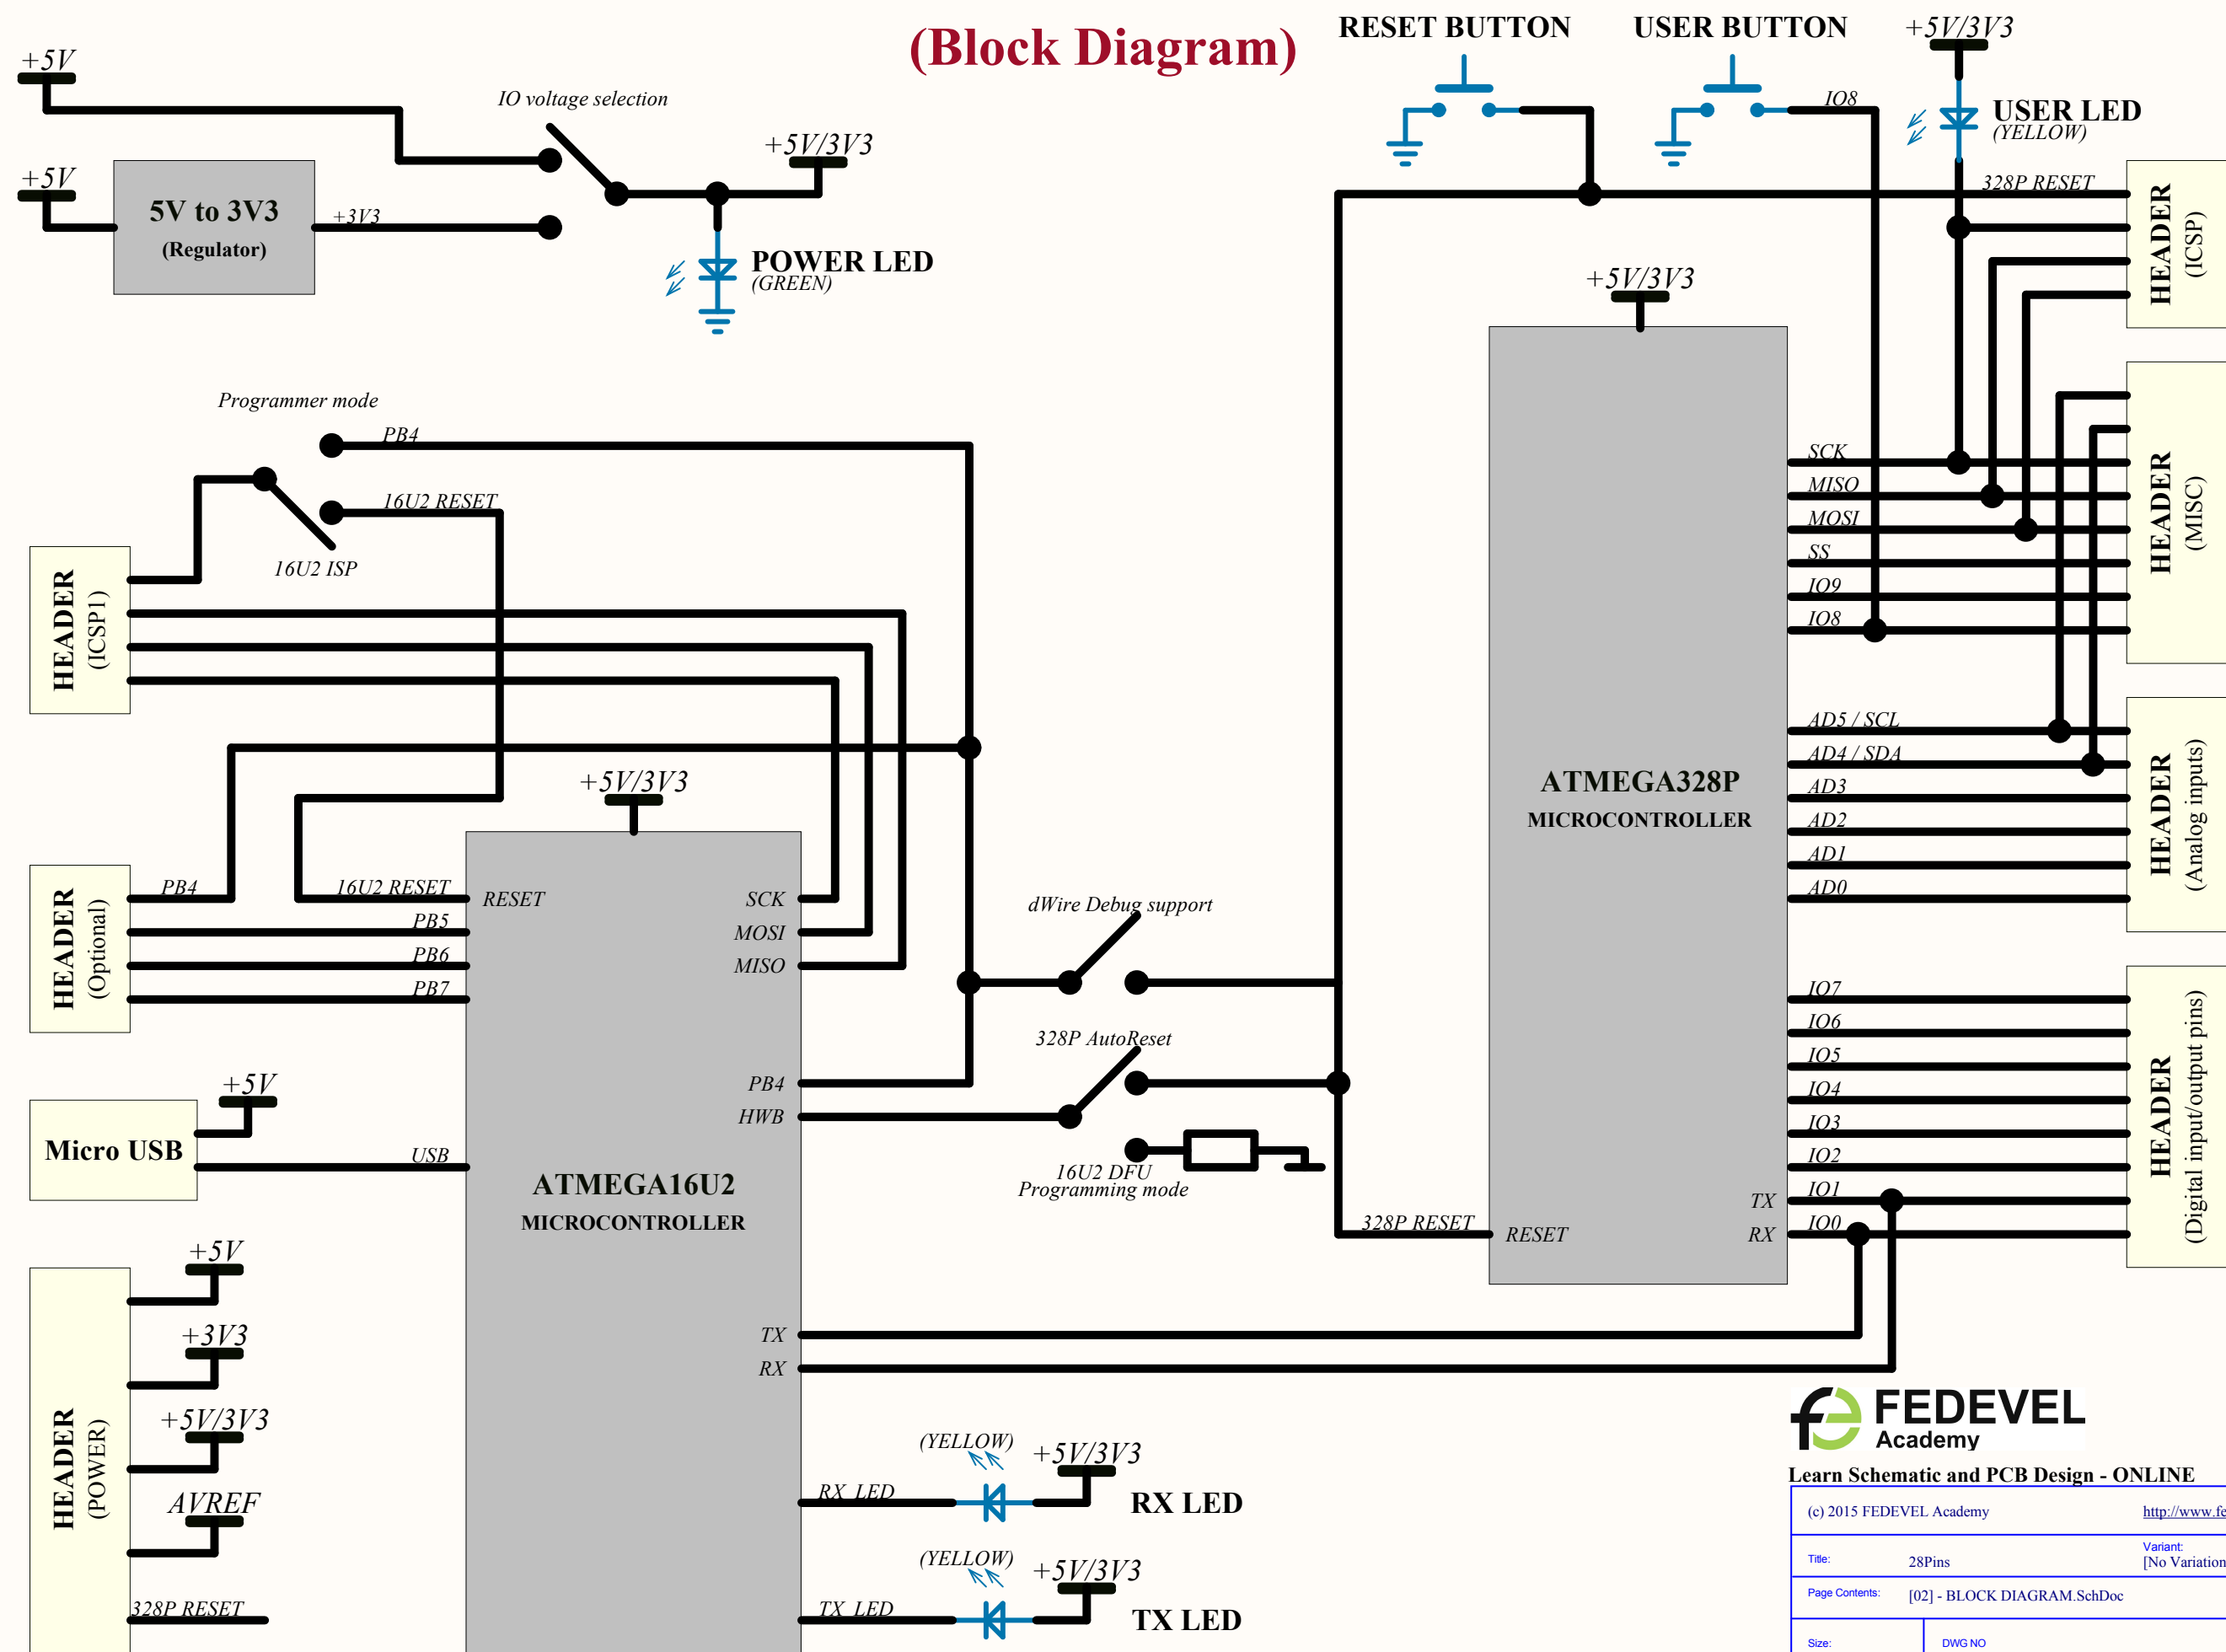 (Block Diagram)
RESET BUTTON
USER BUTTON
+5V/3V3
+5V
IO voltage selection
IO8
USER LED
(YELLOW)
+5V/3V3
+5V
5V to 3V3
(Regulator)
+3V3
328P RESET
HEADER
(ICSP)
POWER LED
(GREEN)
+5V/3V3
Programmer mode
PB4
16U2 RESET
16U2 ISP
HEADER
(ICSP1)
SCK
MISO
MOSI
SS
IO9
IO8
HEADER
(MISC)
AD5 / SCL
AD4 / SDA
AD3
AD2
AD1
AD0
HEADER
(Analog inputs)
ATMEGA328P
MICROCONTROLLER
+5V/3V3
HEADER
(Optional)
PB4
16U2 RESET
RESET
PB5
PB6
PB7
SCK
MOSI
MISO
dWire Debug support
328P AutoReset
PB4
HWB
16U2 DFU
Programming mode
IO7
IO6
IO5
IO4
IO3
IO2
TX
IO1
RX
IO0
HEADER
(Digital input/output pins)
328P RESET
RESET
+5V
Micro USB
USB
ATMEGA16U2
MICROCONTROLLER
+5V
+3V3
+5V/3V3
AVREF
328P RESET
HEADER
(POWER)
TX
RX
(YELLOW)
+5V/3V3
RX_LED
RX LED
(YELLOW)
+5V/3V3
TX_LED
TX LED
fe FEDEVEL
Academy
Learn Schematic and PCB Design - ONLINE
(c) 2015 FEDEVEL Academy
http://www.fe
Title:
28Pins
Variant:
[No Variation
Page Contents:
[02] - BLOCK DIAGRAM.SchDoc
Size:
DWG NO